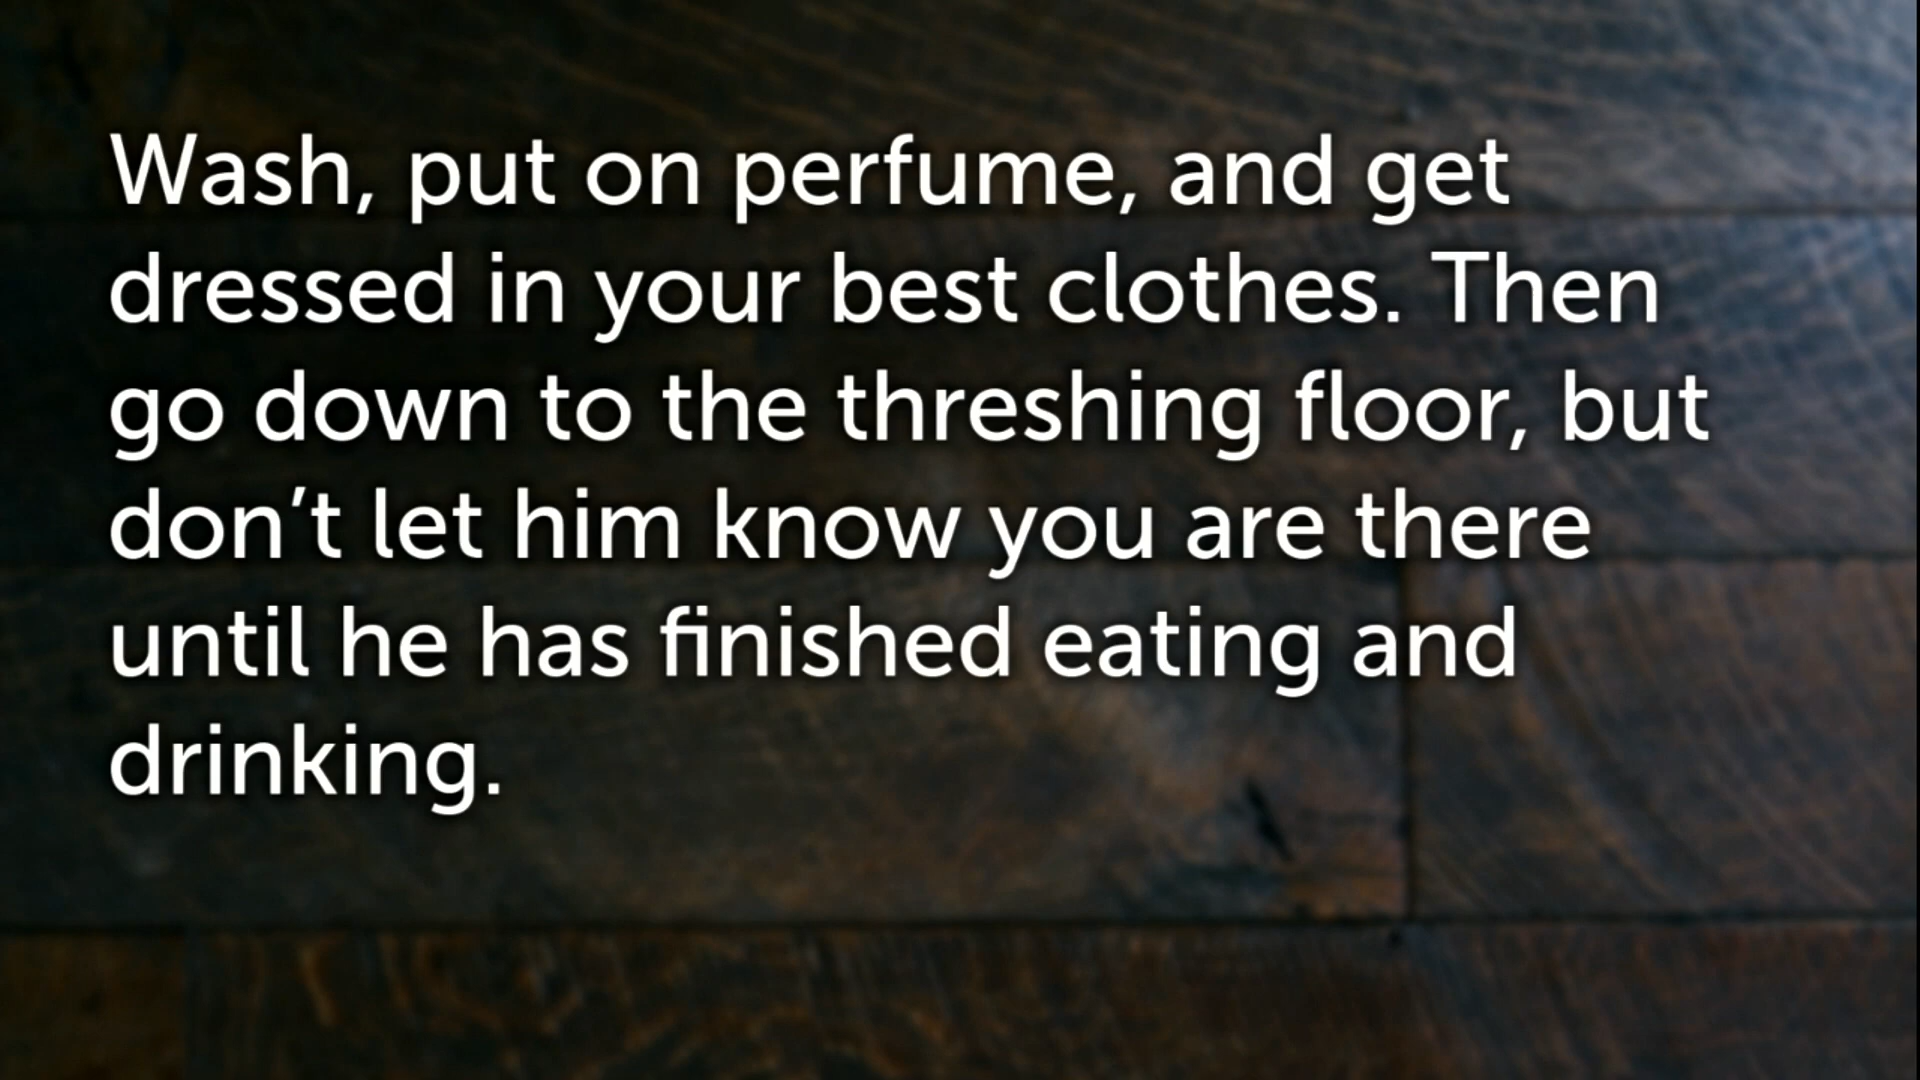 Wash, put on perfume, and get
dressed in your best clothes. Then
go down to the threshing floor, but
don’t let him know you are there
until he has finished eating and
drinking.